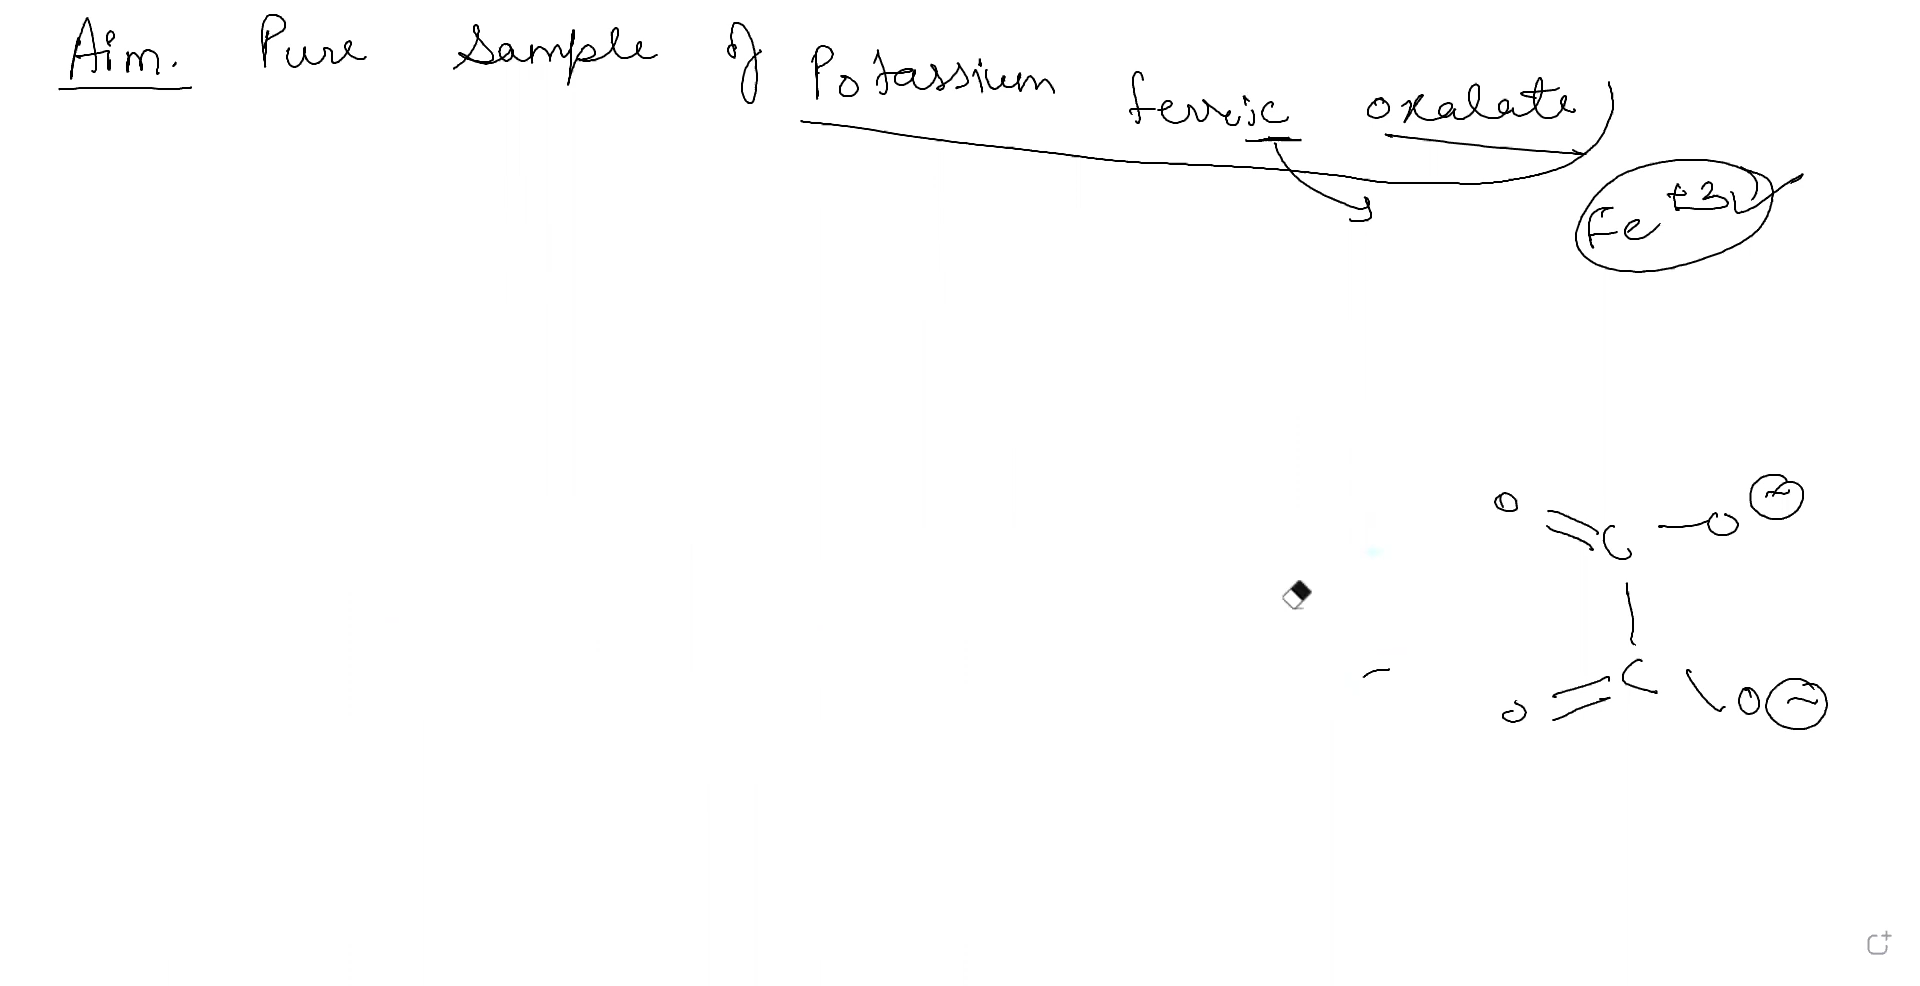 Aim. Pure sample of Potassium ferric oxalate
Fe+3
O = C - O -
O = C \ O -